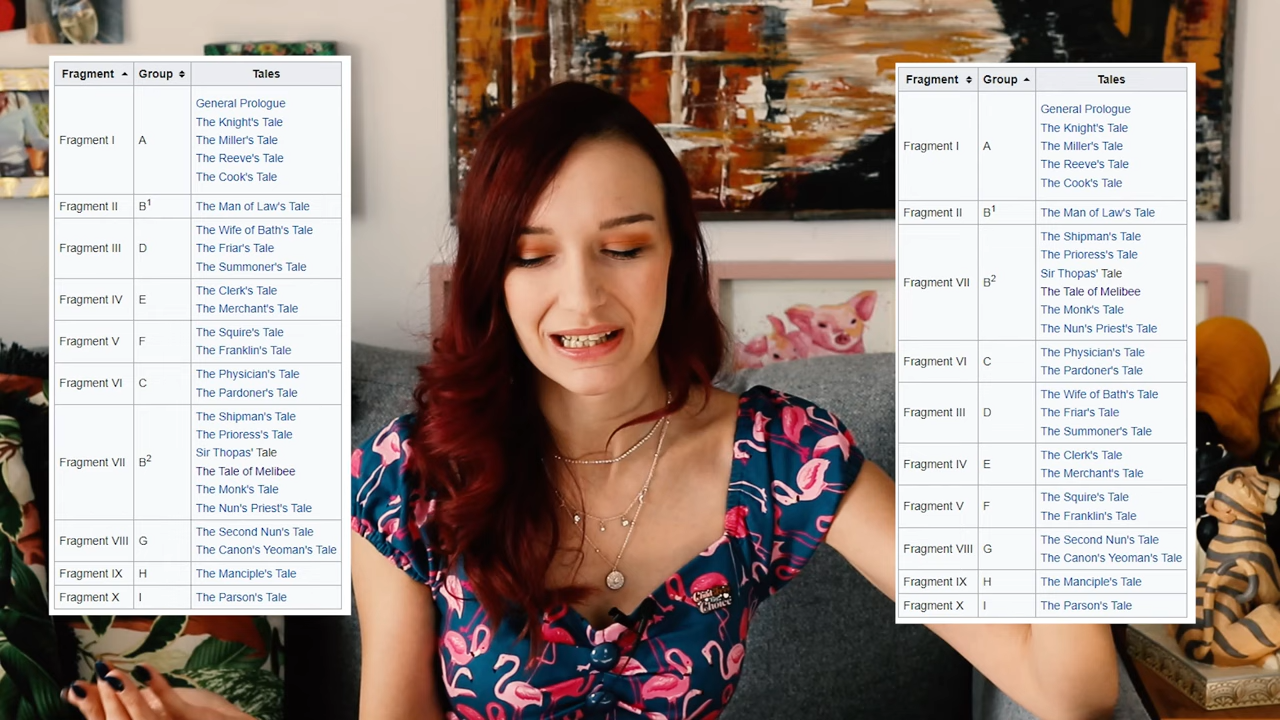 Fragment Group Tales
Fragment I A General Prologue
The Knight's Tale
The Miller's Tale
The Reeve's Tale
The Cook's Tale
Fragment II B1 The Man of Law's Tale
Fragment III D The Wife of Bath's Tale
The Friar's Tale
The Summoner's Tale
Fragment IV E The Clerk's Tale
The Merchant's Tale
Fragment V F The Squire's Tale
The Franklin's Tale
Fragment VI C The Physician's Tale
The Pardoner's Tale
Fragment VII B2 The Shipman's Tale
The Prioress's Tale
Sir Thopas' Tale
The Tale of Melibee
The Monk's Tale
The Nun's Priest's Tale
Fragment VIII G The Second Nun's Tale
The Canon's Yeoman's Tale
Fragment IX H The Manciple's Tale
Fragment X I The Parson's Tale
Fragment Group Tales
Fragment I A General Prologue
The Knight's Tale
The Miller's Tale
The Reeve's Tale
The Cook's Tale
Fragment II B1 The Man of Law's Tale
Fragment VII B2 The Shipman's Tale
The Prioress's Tale
Sir Thopas' Tale
The Tale of Melibee
The Monk's Tale
The Nun's Priest's Tale
Fragment VI C The Physician's Tale
The Pardoner's Tale
Fragment III D The Wife of Bath's Tale
The Friar's Tale
The Summoner's Tale
Fragment IV E The Clerk's Tale
The Merchant's Tale
Fragment V F The Squire's Tale
The Franklin's Tale
Fragment VIII G The Second Nun's Tale
The Canon's Yeoman's Tale
Fragment IX H The Manciple's Tale
Fragment X I The Parson's Tale
Choice